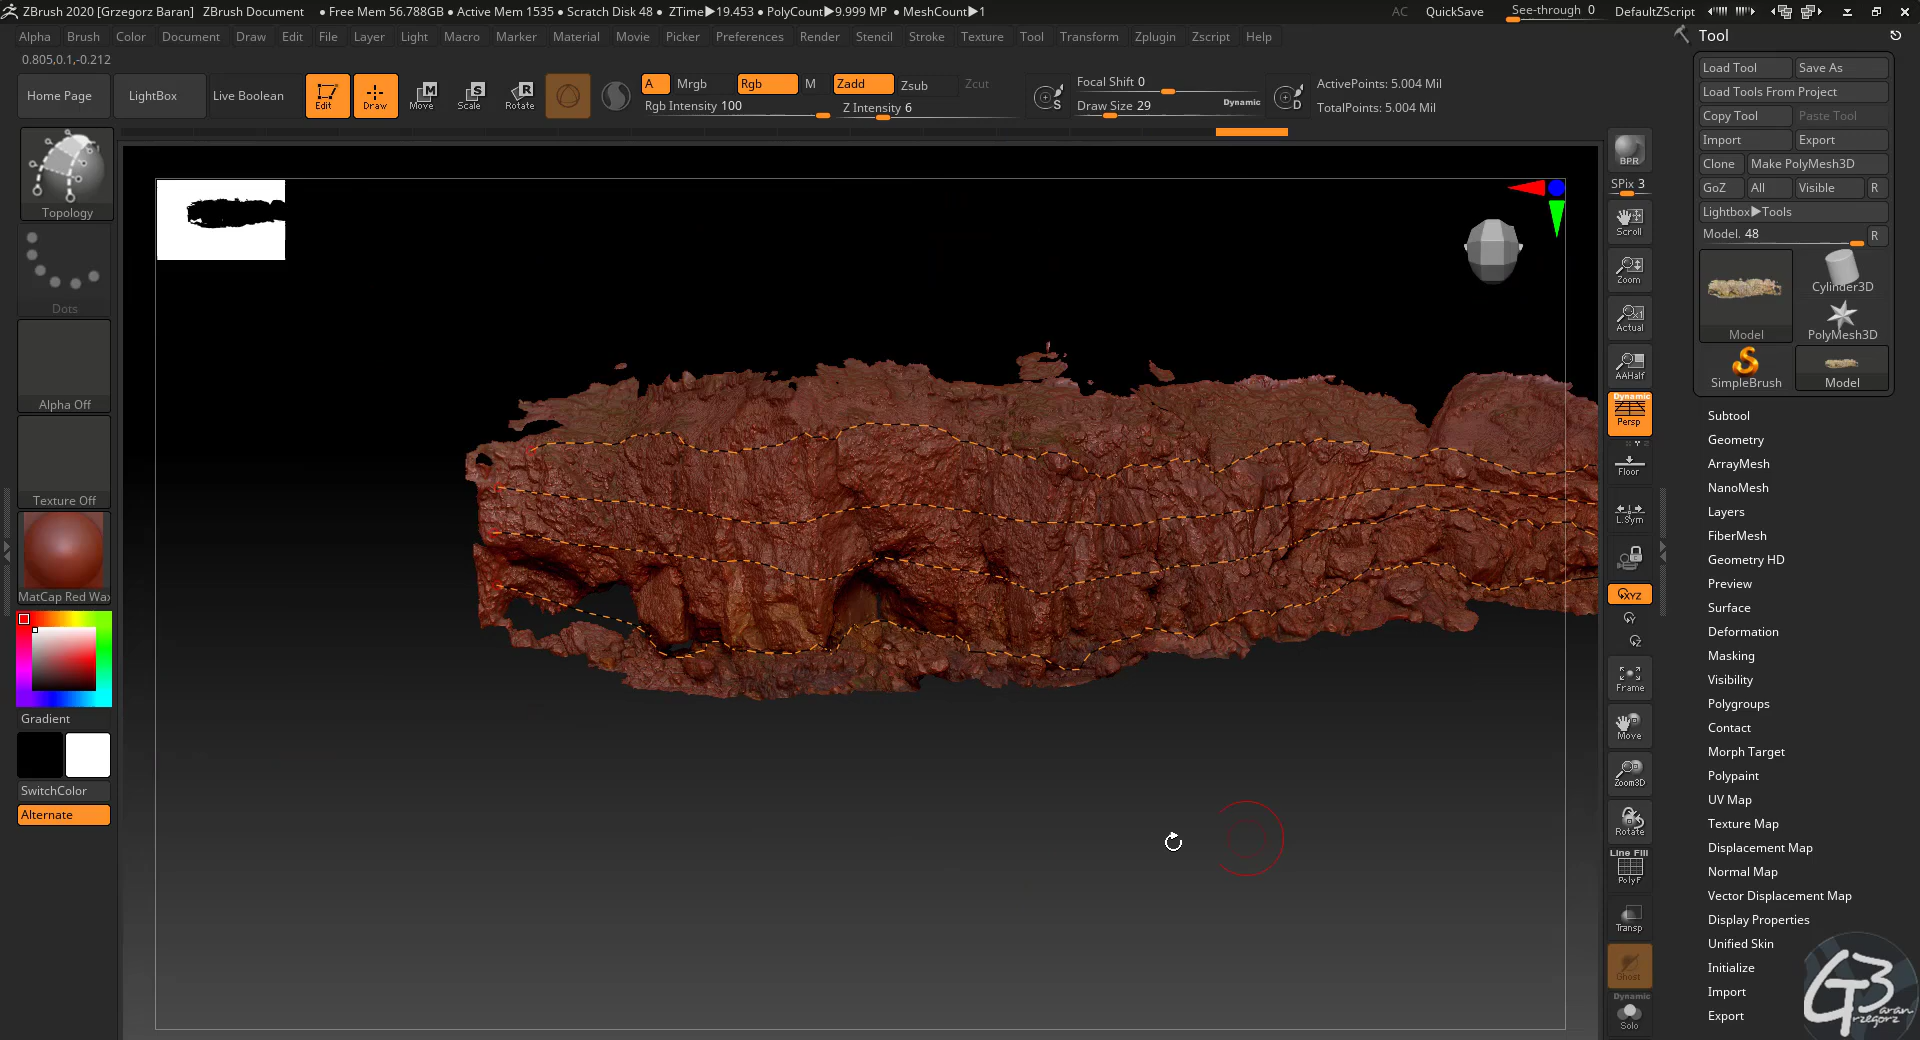 ZBrush 2020 [Grzegorz Baran] ZBrush Document • Free Mem 56.788GB • Active Mem 1535 • Scratch Disk 48 • ZTime▶19.453 • PolyCount▶9.999 MP • MeshCount▶1 AC QuickSave See-through 0 DefaultZScript
Alpha Brush Color Document Draw Edit File Layer Light Macro Marker Material Movie Picker Preferences Render Stencil Stroke Texture Tool Transform Zplugin Zscript Help
0.805,0.1,-0.212
Home Page LightBox Live Boolean Edit Draw Move Scale Rotate
A Mrgb Rgb M Zadd Zsub Zcut
Rgb Intensity 100 Z Intensity 6
Focal Shift 0
Draw Size 29 Dynamic
S D
ActivePoints: 5.004 Mil
TotalPoints: 5.004 Mil
Topology
Dots
Alpha Off
Texture Off
MatCap Red Wax
Gradient
SwitchColor
Alternate
BPR
SPix 3
Scroll
Zoom
Actual
AAHalf
Dynamic
Persp
Floor
L.Sym
XYZ
Frame
Move
Zoom3D
Rotate
Line Fill
PolyF
Transp
Ghost
Dynamic
Solo
Tool
Load Tool Save As
Load Tools From Project
Copy Tool Paste Tool
Import Export
Clone Make PolyMesh3D
GoZ All Visible R
Lightbox▶Tools
Model. 48 R
Model Cylinder3D
PolyMesh3D
SimpleBrush Model
Subtool
Geometry
ArrayMesh
NanoMesh
Layers
FiberMesh
Geometry HD
Preview
Surface
Deformation
Masking
Visibility
Polygroups
Contact
Morph Target
Polypaint
UV Map
Texture Map
Displacement Map
Normal Map
Vector Displacement Map
Display Properties
Unified Skin
Initialize
Import
Export